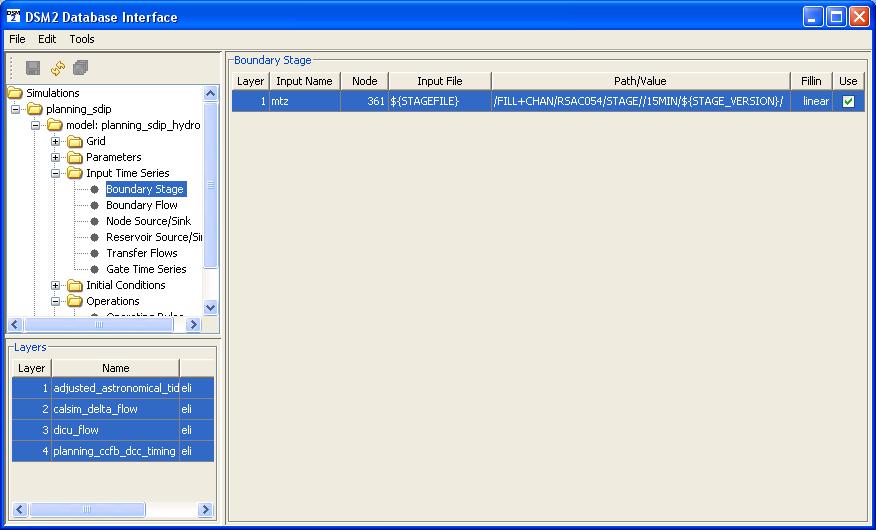 DSM2 Database Interface
File Edit Tools
Simulations
planning_sdip
model: planning_sdip_hydro
Grid
Parameters
Input Time Series
Boundary Stage
Boundary Flow
Node Source/Sink
Reservoir Source/Si
Transfer Flows
Gate Time Series
Initial Conditions
Operations
Operating Rules
Layers
Layer Name
1 adjusted_astronomical_tid eli
2 calsim_delta_flow eli
3 dicu_flow eli
4 planning_ccfb_dcc_timing eli
Boundary Stage
Layer Input Name Node Input File Path/Value Fillin Use
1 mtz 361 ${STAGEFILE} /FILL+CHAN/RSAC054/STAGE//15MIN/${STAGE_VERSION}/ linear